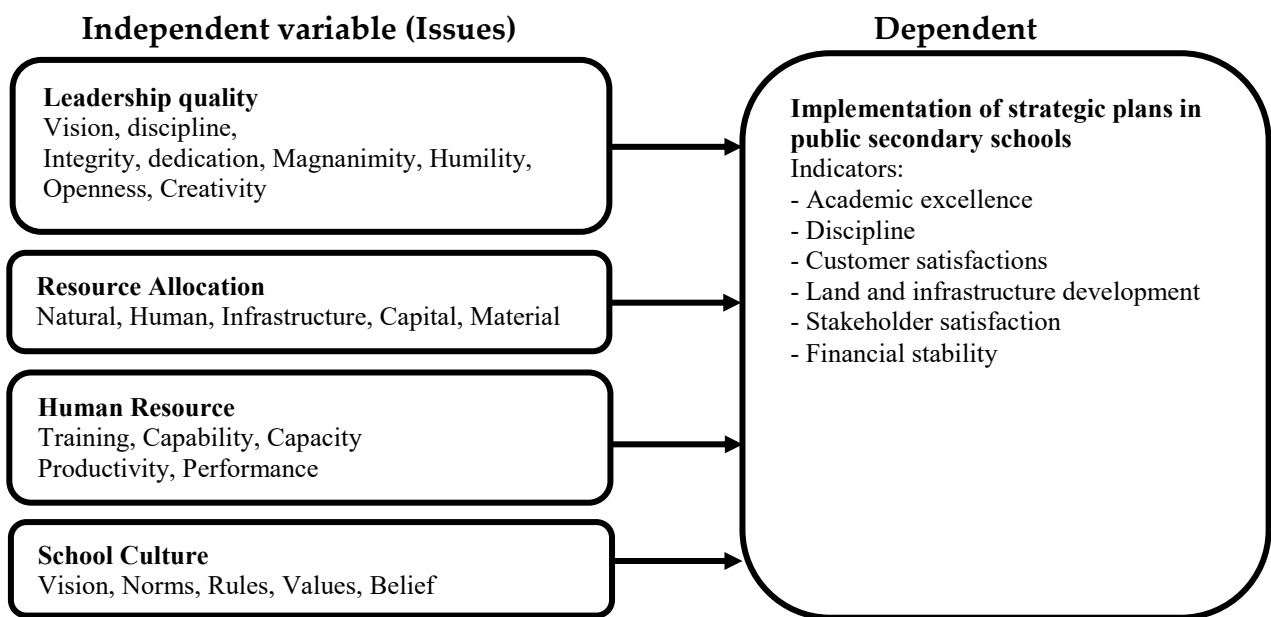 Independent variable (Issues)
Dependent
Leadership quality
Vision, discipline,
Integrity, dedication, Magnanimity, Humility,
Openness, Creativity
Resource Allocation
Natural, Human, Infrastructure, Capital, Material
Human Resource
Training, Capability, Capacity
Productivity, Performance
School Culture
Vision, Norms, Rules, Values, Belief
Implementation of strategic plans in
public secondary schools
Indicators:
- Academic excellence
- Discipline
- Customer satisfactions
- Land and infrastructure development
- Stakeholder satisfaction
- Financial stability